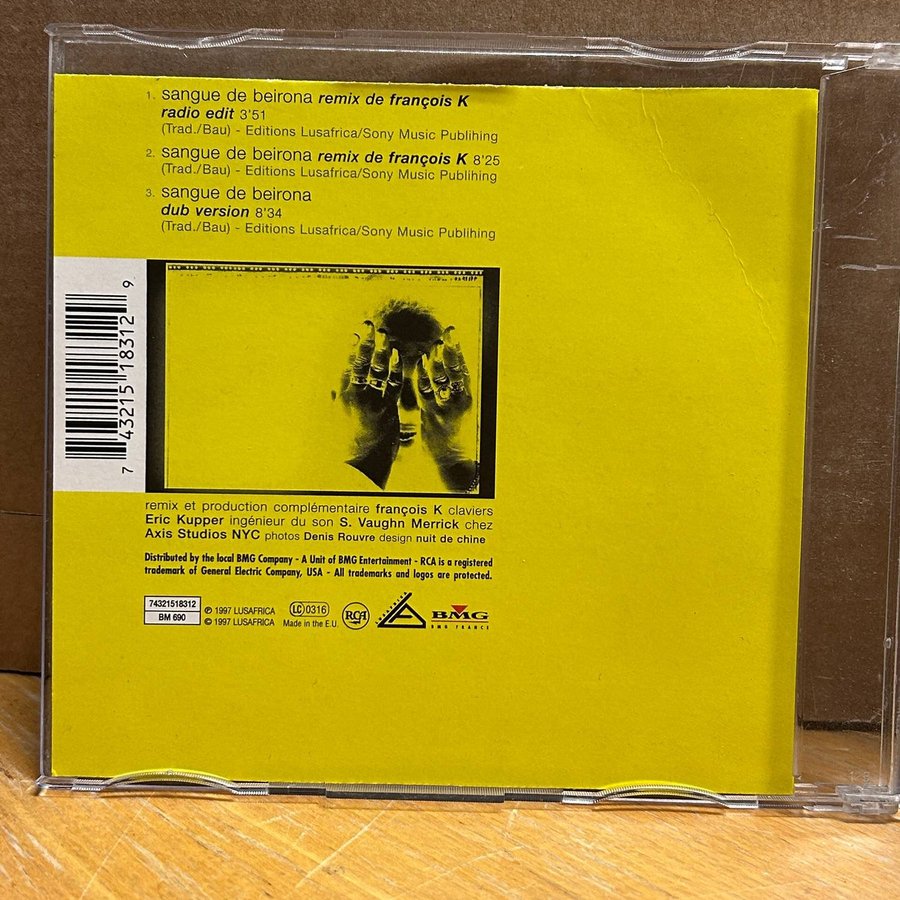 1. sangue de beirona remix de françois K
radio edit 3'51
(Trad./Bau) - Editions Lusafrica/Sony Music Publihing
2. sangue de beirona remix de françois K 8'25
(Trad./Bau) - Editions Lusafrica/Sony Music Publihing
3. sangue de beirona
dub version 8'34
(Trad./Bau) - Editions Lusafrica/Sony Music Publihing
7 43215 18312 9
remix et production complémentaire françois K claviers
Eric Kupper ingénieur du son S. Vaughn Merrick chez
Axis Studios NYC photos Denis Rouvre design nuit de chine
Distributed by the local BMG Company - A Unit of BMG Entertainment - RCA is a registered
trademark of General Electric Company, USA - All trademarks and logos are protected.
74321518312
BM 690
℗ 1997 LUSAFRICA
© 1997 LUSAFRICA
LC 0316
Made in the E.U.
RCA
BMG
BMG FRANCE